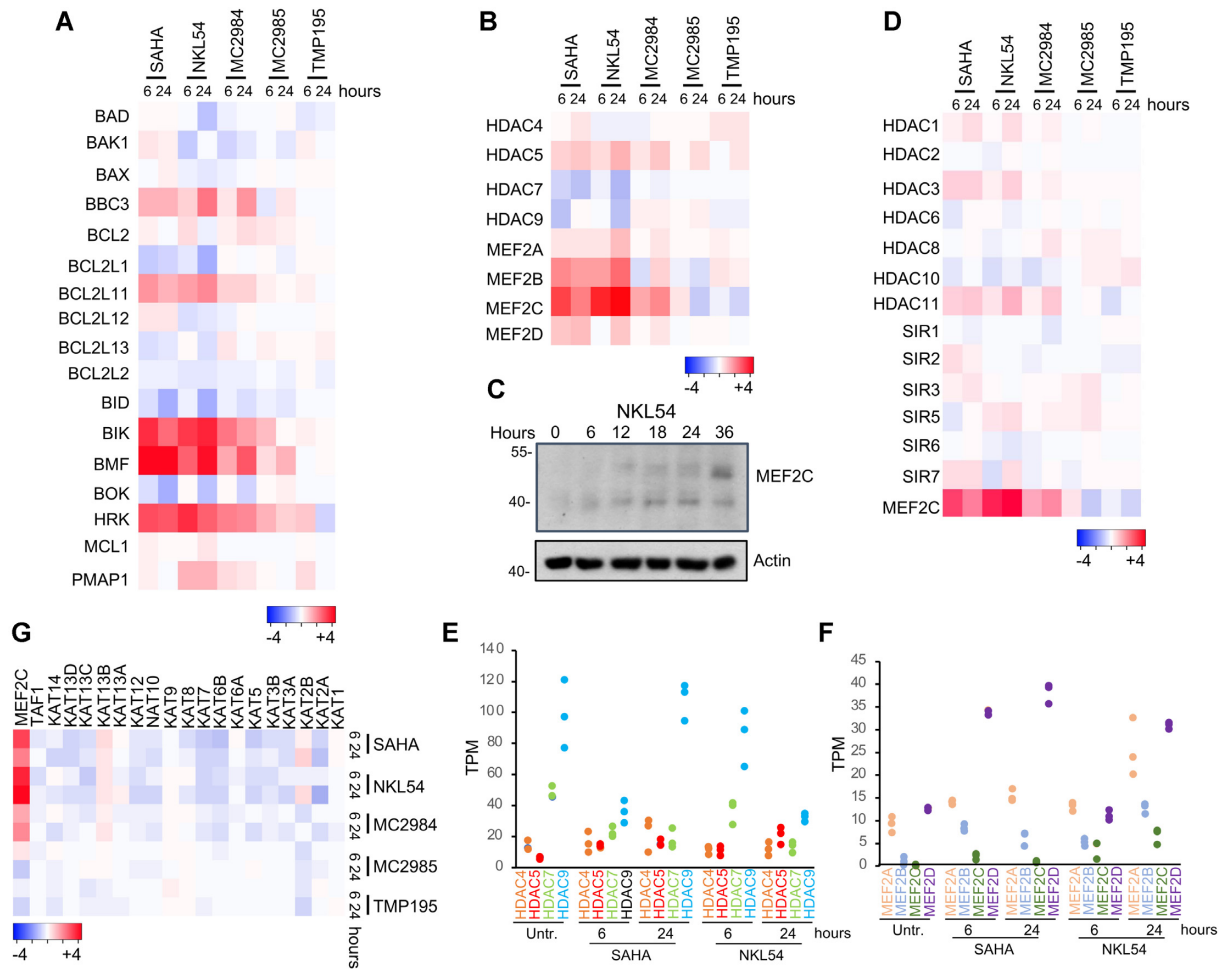 A
SAHA NKL54 MC2984 MC2985 TMP195
6 24 6 24 6 24 6 24 6 24 hours
BAD
BAK1
BAX
BBC3
BCL2
BCL2L1
BCL2L11
BCL2L12
BCL2L13
BCL2L2
BID
BIK
BMF
BOK
HRK
MCL1
PMAP1
-4 +4
B
SAHA NKL54 MC2984 MC2985 TMP195
6 24 6 24 6 24 6 24 6 24 hours
HDAC4
HDAC5
HDAC7
HDAC9
MEF2A
MEF2B
MEF2C
MEF2D
-4 +4
C
NKL54
Hours 0 6 12 18 24 36
55-
MEF2C
40-
Actin
40-
D
SAHA NKL54 MC2984 MC2985 TMP195
6 24 6 24 6 24 6 24 6 24 hours
HDAC1
HDAC2
HDAC3
HDAC6
HDAC8
HDAC10
HDAC11
SIR1
SIR2
SIR3
SIR5
SIR6
SIR7
MEF2C
-4 +4
G
MEF2C TAF1 KAT14 KAT13D KAT13C KAT13B KAT13A KAT12 NAT10 KAT9 KAT8 KAT7 KAT6B KAT6A KAT5 KAT3B KAT3A KAT2B KAT2A KAT1
6 24 SAHA
6 24 NKL54
6 24 MC2984
6 24 MC2985
6 24 TMP195
hours
-4 +4
E
TPM
140
120
100
80
60
40
20
0
HDAC4 HDAC5 HDAC7 HDAC9 HDAC4 HDAC5 HDAC7 HDAC9 HDAC4 HDAC5 HDAC7 HDAC9 HDAC4 HDAC5 HDAC7 HDAC9 HDAC4 HDAC5 HDAC7 HDAC9
Untr. 6 24 6 24 hours
SAHA NKL54
F
TPM
45
40
35
30
25
20
15
10
5
0
MEF2A MEF2B MEF2C MEF2D MEF2A MEF2B MEF2C MEF2D MEF2A MEF2B MEF2C MEF2D MEF2A MEF2B MEF2C MEF2D MEF2A MEF2B MEF2C MEF2D
Untr. 6 24 6 24 hours
SAHA NKL54